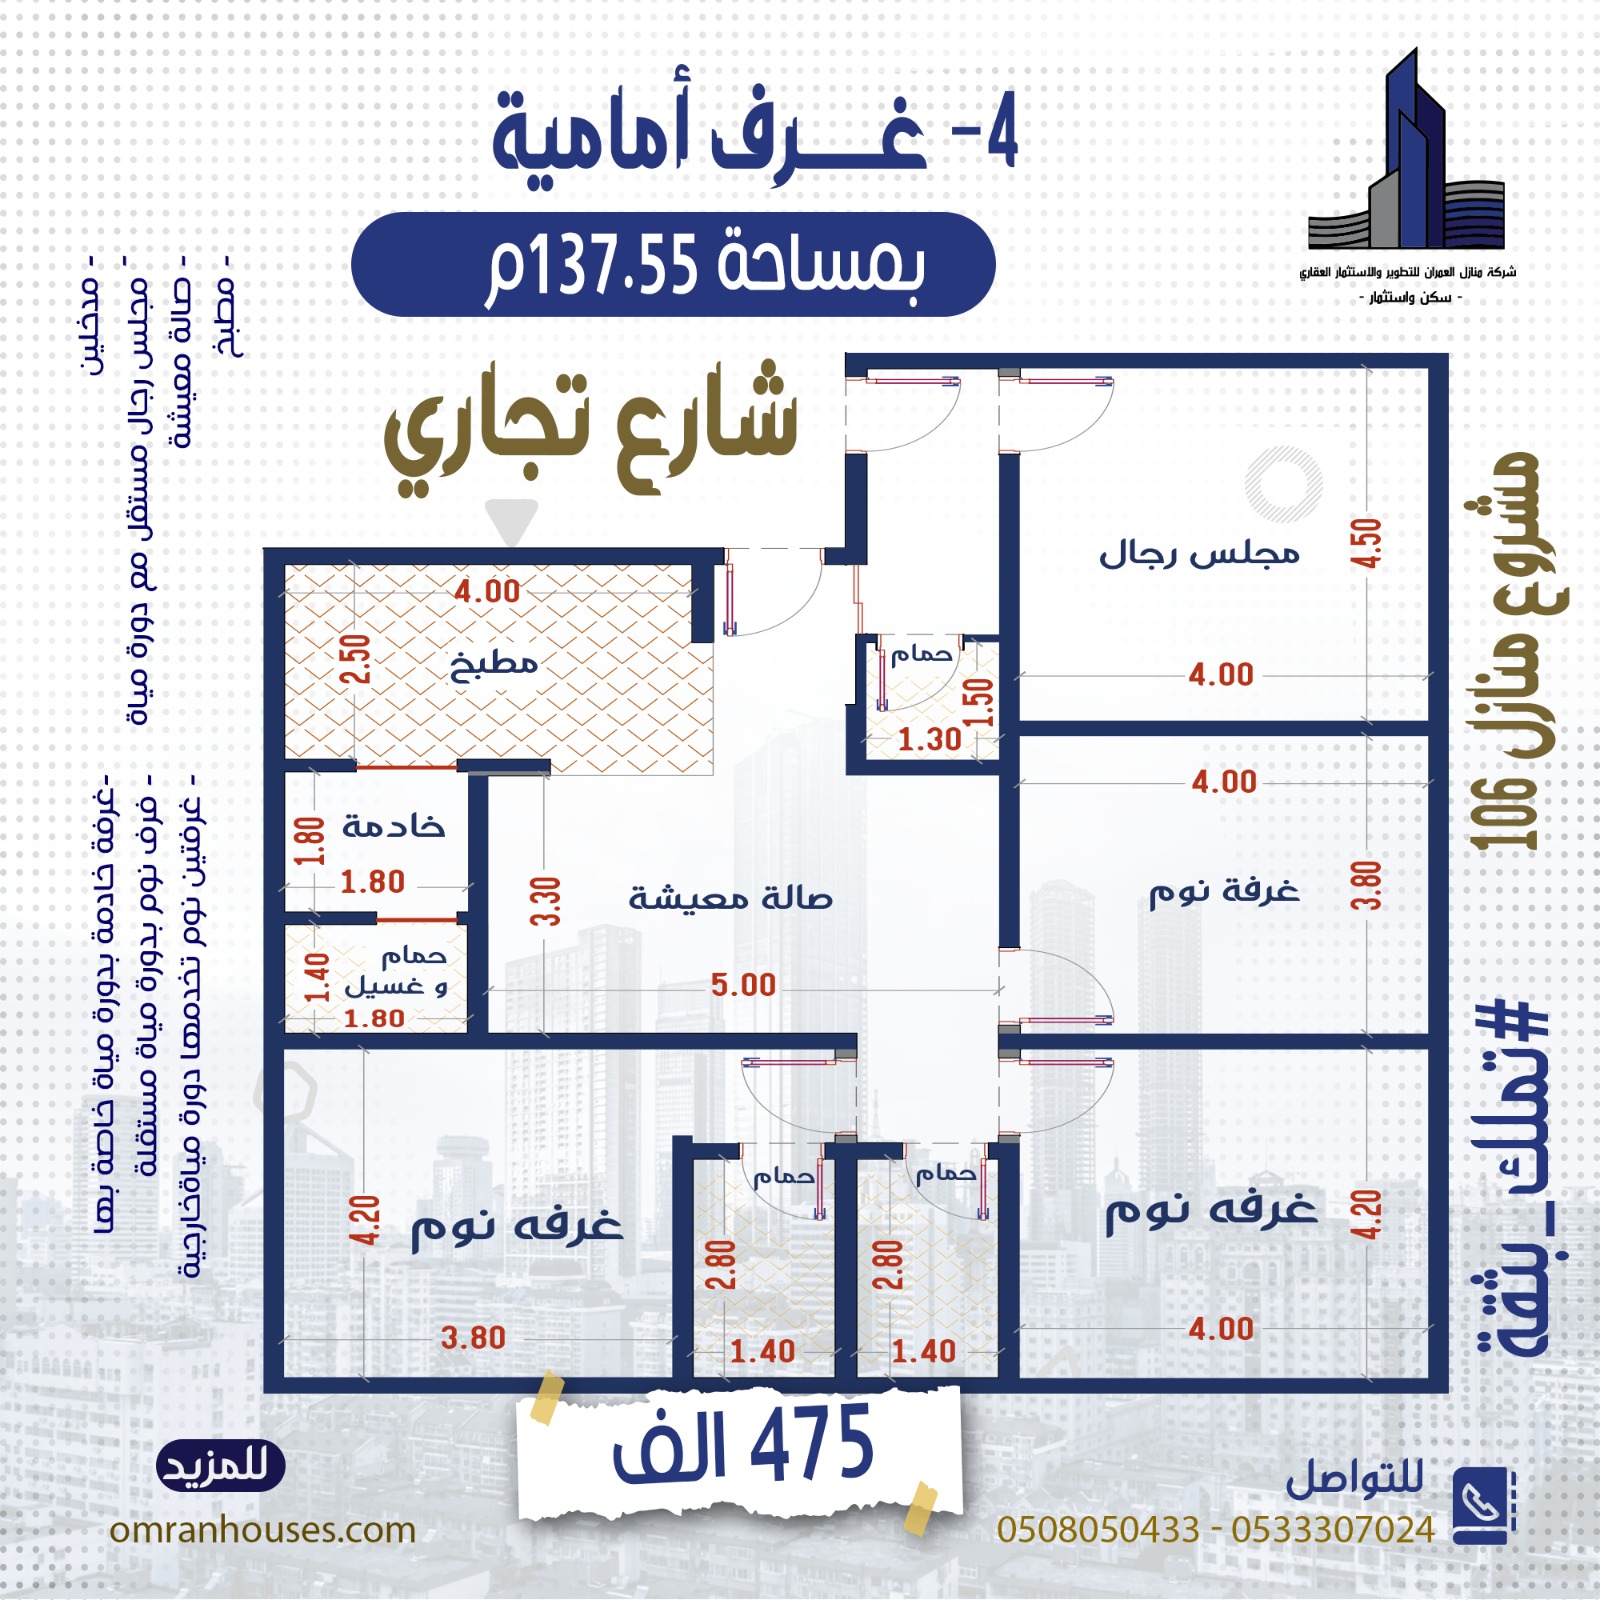 4- غرف أمامية
بمساحة 137.55م
شارع تجاري
شركة منازل العمران للتطوير والاستثمار العقاري
- سكن واستثمار -
- مدخلين
- مجلس رجال مستقل مع دورة مياة
- صالة معيشة
- مطبخ
-غرفة خادمة بدورة مياة خاصة بها
- غرف نوم بدورة مياة مستقلة
- غرفتين نوم تخدمها دورة مياةخارجية
مشروع منازل 106
#تملك_بثقة
مجلس رجال
4.50
4.00
مطبخ
4.00
2.50
حمام
1.50
1.30
خادمة
1.80
1.80
حمام
و غسيل
1.40
1.80
صالة معيشة
3.30
5.00
غرفة نوم
4.00
3.80
غرفه نوم
4.20
3.80
حمام
2.80
1.40
حمام
2.80
1.40
غرفه نوم
4.20
4.00
475 الف
للمزيد
omranhouses.com
للتواصل
0508050433 - 0533307024